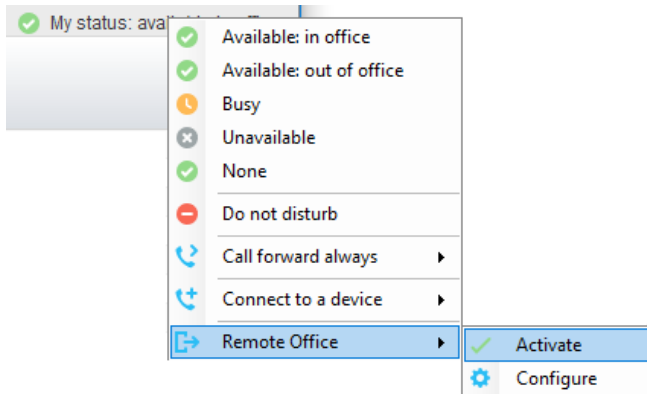 My status: ava
Available: in office
Available: out of office
Busy
Unavailable
None
Do not disturb
Call forward always
Connect to a device
Remote Office
Activate
Configure